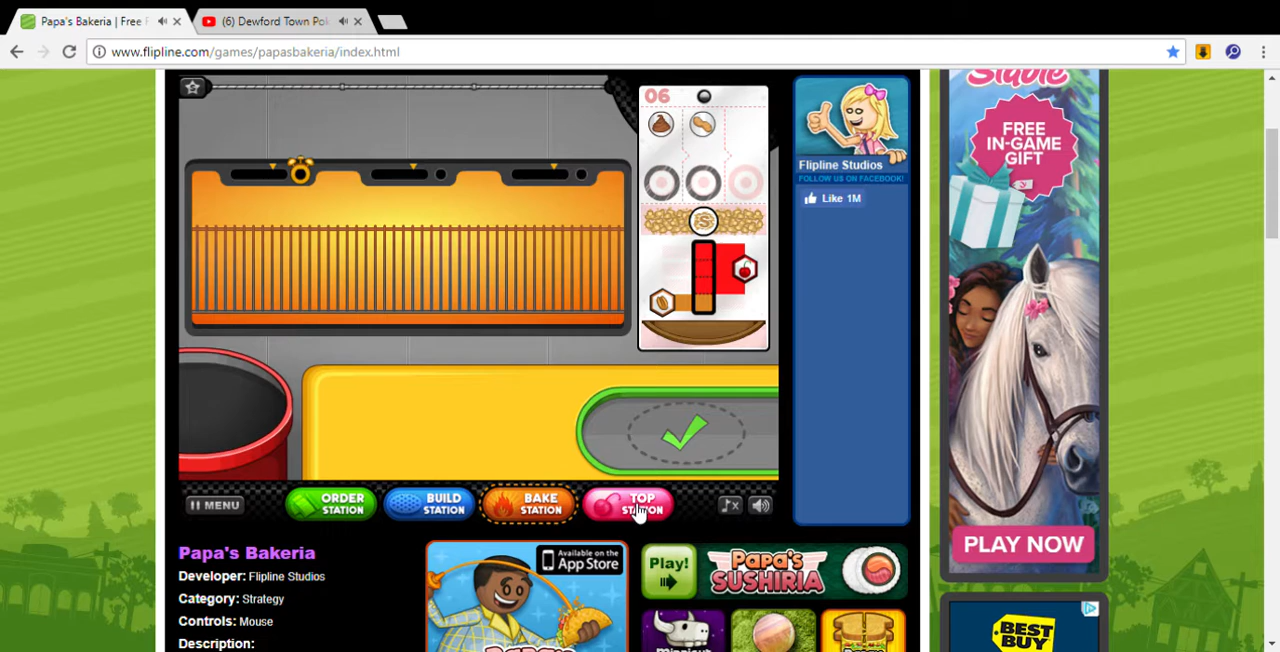 Papa's Bakeria | Free F
(6) Dewford Town Pok
www.flipline.com/games/papasbakeria/index.html
06
S
Flipline Studios
FOLLOW US ON FACEBOOK!
Like 1M
FREE
IN-GAME
GIFT
PLAY NOW
MENU
ORDER
STATION
BUILD
STATION
BAKE
STATION
TOP
STATION
Papa's Bakeria
Developer: Flipline Studios
Category: Strategy
Controls: Mouse
Description:
Available on the
App Store
Play!
PAPA'S
SUSHIRIA
BEST
BUY